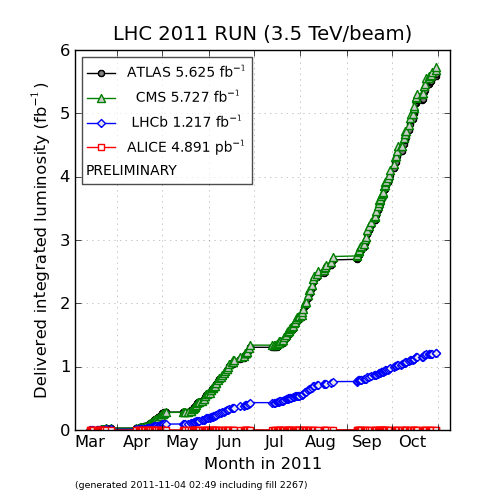 LHC 2011 RUN (3.5 TeV/beam)
6
5
4
3
2
1
0
Delivered integrated luminosity (fb⁻¹)
ATLAS 5.625 fb⁻¹
CMS 5.727 fb⁻¹
LHCb 1.217 fb⁻¹
ALICE 4.891 pb⁻¹
PRELIMINARY
Mar Apr May Jun Jul Aug Sep Oct
Month in 2011
(generated 2011-11-04 02:49 including fill 2267)